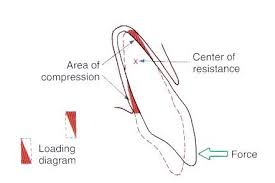 Area of
compression
X
Center of
resistance
Loading
diagram
Force